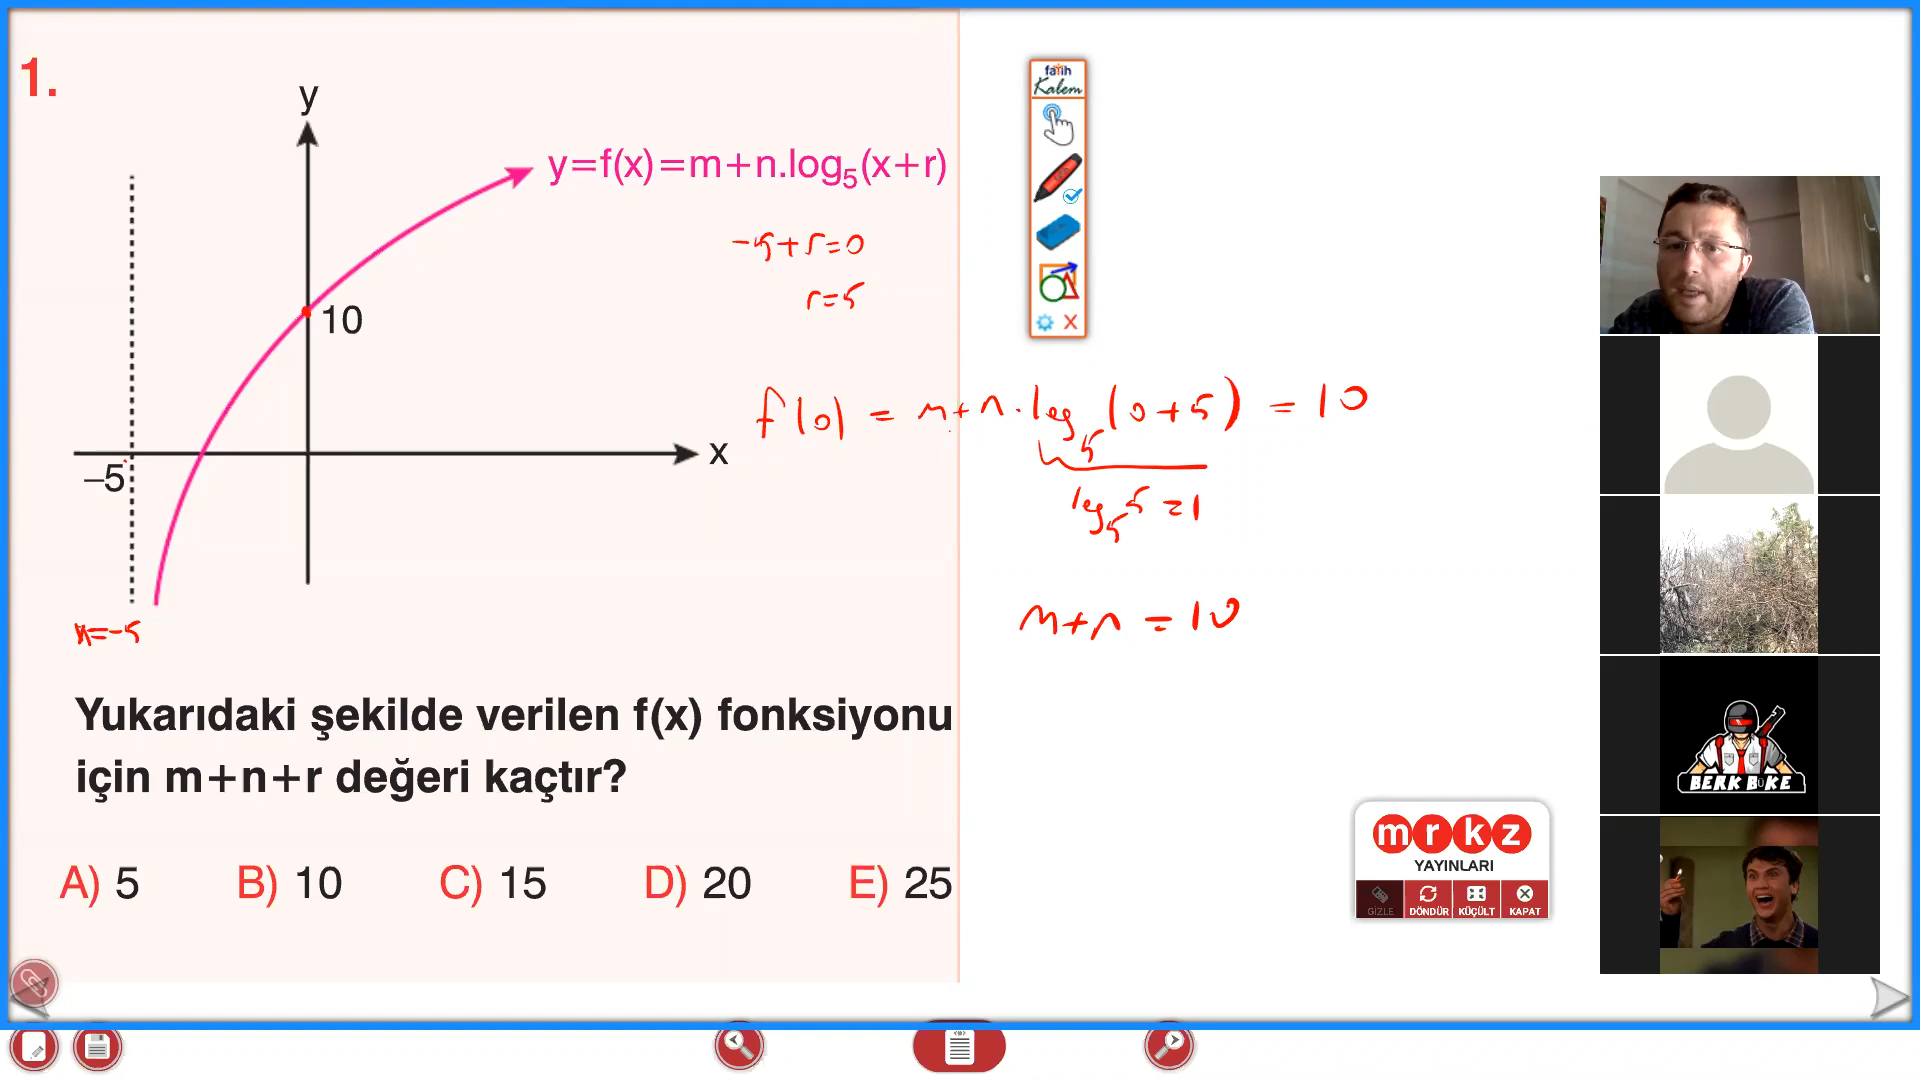 1.
y
y=f(x)=m+n.log₅(x+r)
-5+r=0
r=5
10
f(0) = m+n.log₅(0+5) = 10
x
–5
log₅5=1
x=-5
m+n=10
Yukarıdaki şekilde verilen f(x) fonksiyonu
için m+n+r değeri kaçtır?
A) 5 B) 10 C) 15 D) 20 E) 25
fatih
Kalem
X
BERK BÜKE
mrkz
YAYINLARI
GİZLE DÖNDÜR KÜÇÜLT KAPAT